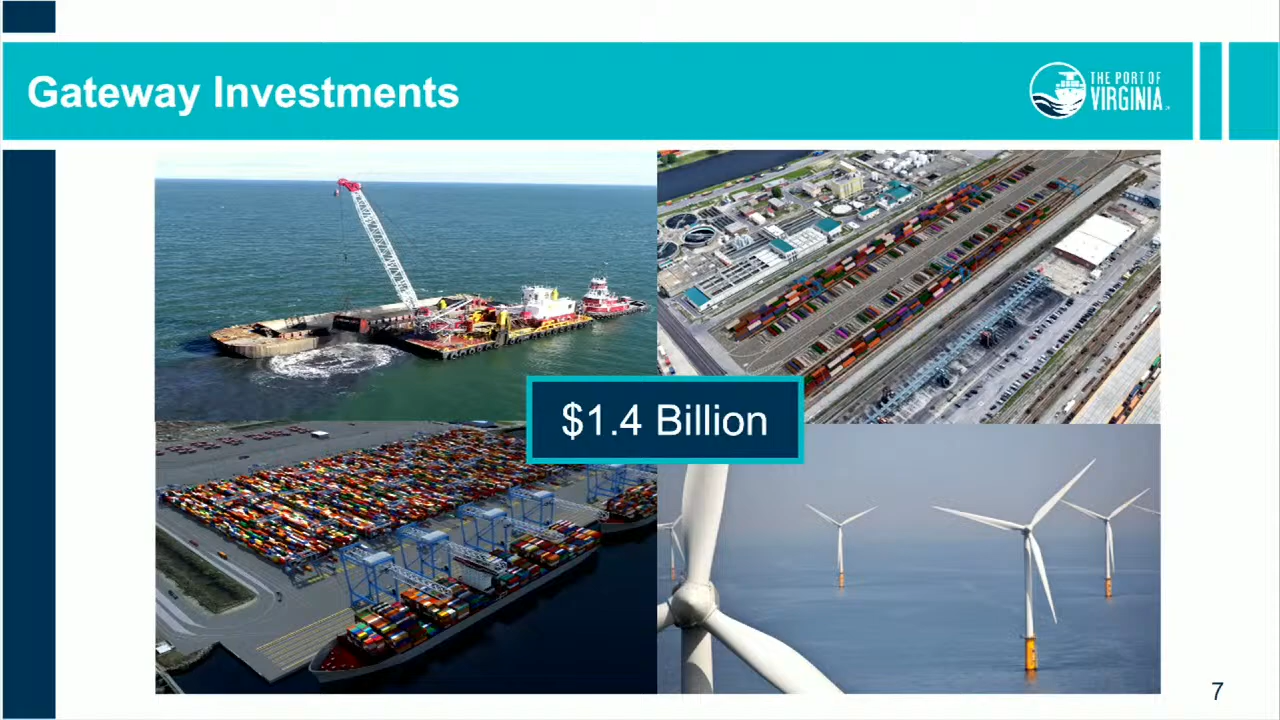 Gateway Investments
THE PORT OF
VIRGINIA
$1.4 Billion
7